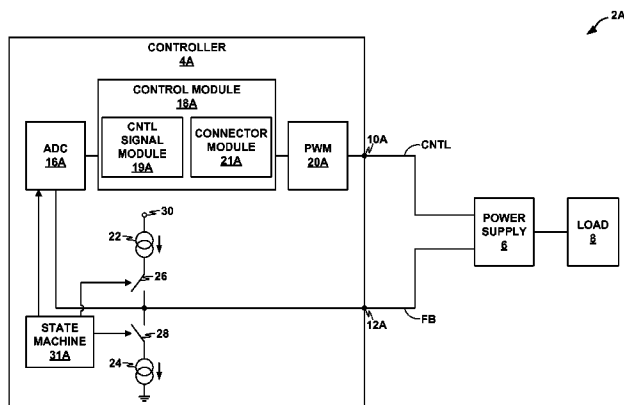 2A
CONTROLLER
4A
CONTROL MODULE
18A
ADC
16A
CNTL
SIGNAL
MODULE
19A
CONNECTOR
MODULE
21A
PWM
20A
10A
CNTL
30
22
26
POWER
SUPPLY
6
LOAD
8
STATE
MACHINE
31A
28
24
12A
FB